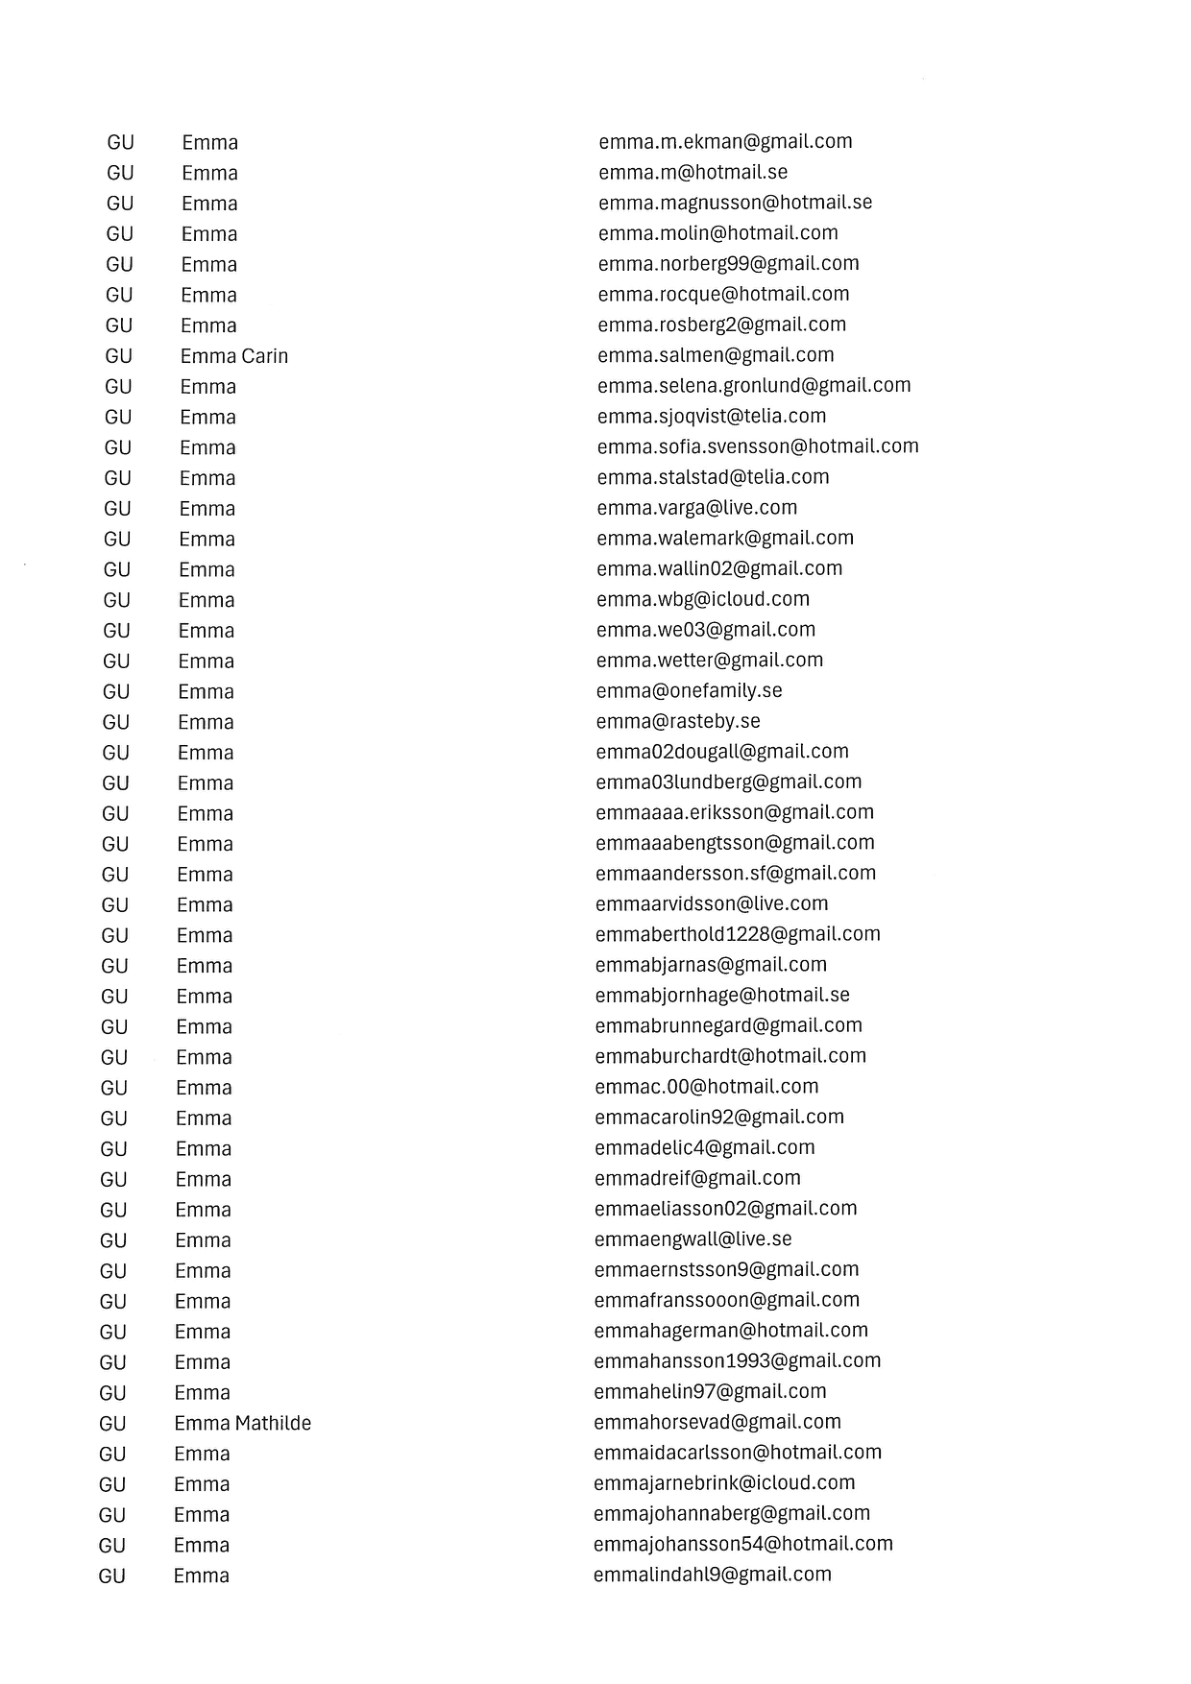 GU Emma emma.m.ekman@gmail.com
GU Emma emma.m@hotmail.se
GU Emma emma.magnusson@hotmail.se
GU Emma emma.molin@hotmail.com
GU Emma emma.norberg99@gmail.com
GU Emma emma.rocque@hotmail.com
GU Emma emma.rosberg2@gmail.com
GU Emma Carin emma.salmen@gmail.com
GU Emma emma.selena.gronlund@gmail.com
GU Emma emma.sjoqvist@telia.com
GU Emma emma.sofia.svensson@hotmail.com
GU Emma emma.stalstad@telia.com
GU Emma emma.varga@live.com
GU Emma emma.walemark@gmail.com
GU Emma emma.wallin02@gmail.com
GU Emma emma.wbg@icloud.com
GU Emma emma.we03@gmail.com
GU Emma emma.wetter@gmail.com
GU Emma emma@onefamily.se
GU Emma emma@rasteby.se
GU Emma emma02dougall@gmail.com
GU Emma emma03lundberg@gmail.com
GU Emma emmaaaa.eriksson@gmail.com
GU Emma emmaaabengtsson@gmail.com
GU Emma emmaandersson.sf@gmail.com
GU Emma emmaarvidsson@live.com
GU Emma emmaberthold1228@gmail.com
GU Emma emmabjarnas@gmail.com
GU Emma emmabjornhage@hotmail.se
GU Emma emmabrunnegard@gmail.com
GU Emma emmaburchardt@hotmail.com
GU Emma emmac.00@hotmail.com
GU Emma emmacarolin92@gmail.com
GU Emma emmadelic4@gmail.com
GU Emma emmadreif@gmail.com
GU Emma emmaeliasson02@gmail.com
GU Emma emmaengwall@live.se
GU Emma emmaernstsson9@gmail.com
GU Emma emmafranssooon@gmail.com
GU Emma emmahagerman@hotmail.com
GU Emma emmahansson1993@gmail.com
GU Emma emmahelin97@gmail.com
GU Emma Mathilde emmahorsevad@gmail.com
GU Emma emmaidacarlsson@hotmail.com
GU Emma emmajarnebrink@icloud.com
GU Emma emmajohannaberg@gmail.com
GU Emma emmajohansson54@hotmail.com
GU Emma emmalindahl9@gmail.com